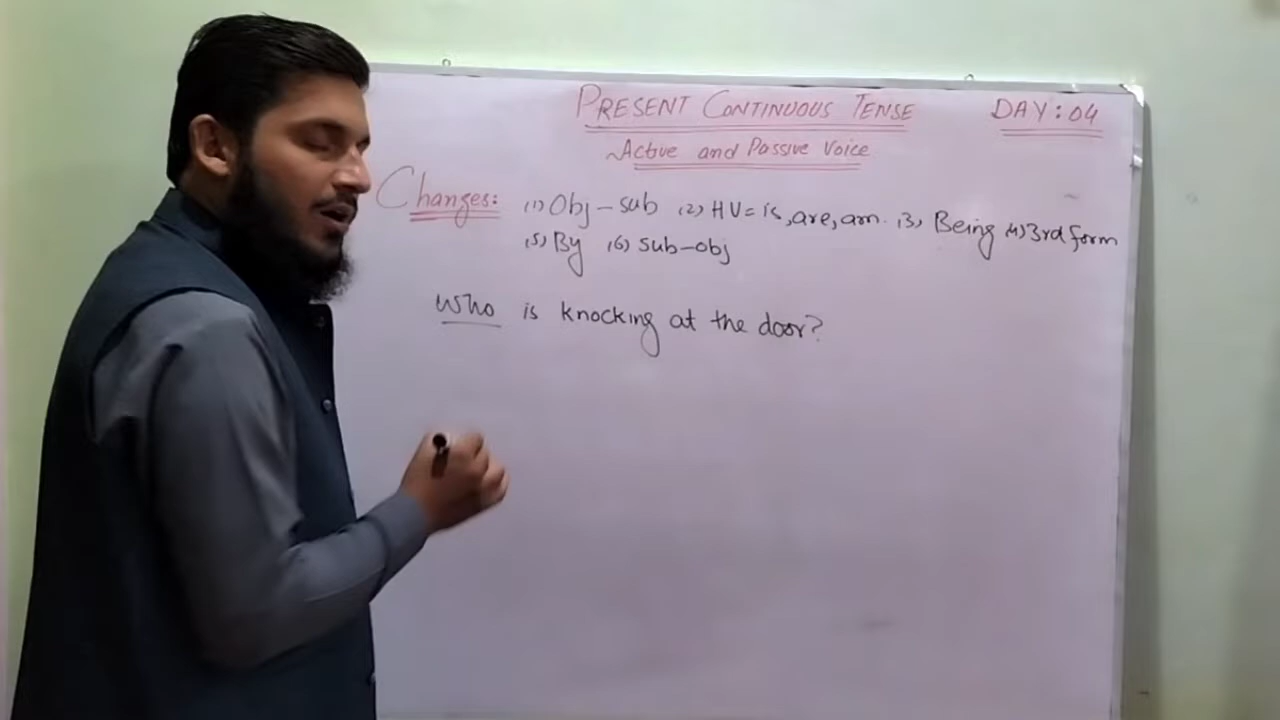 PRESENT CONTINUOUS TENSE DAY: 04
Active and Passive Voice
Changes: (1) Obj - sub (2) HV = is, are, am. (3) Being (4) 3rd form
(5) By (6) Sub - obj
Who is knocking at the door?